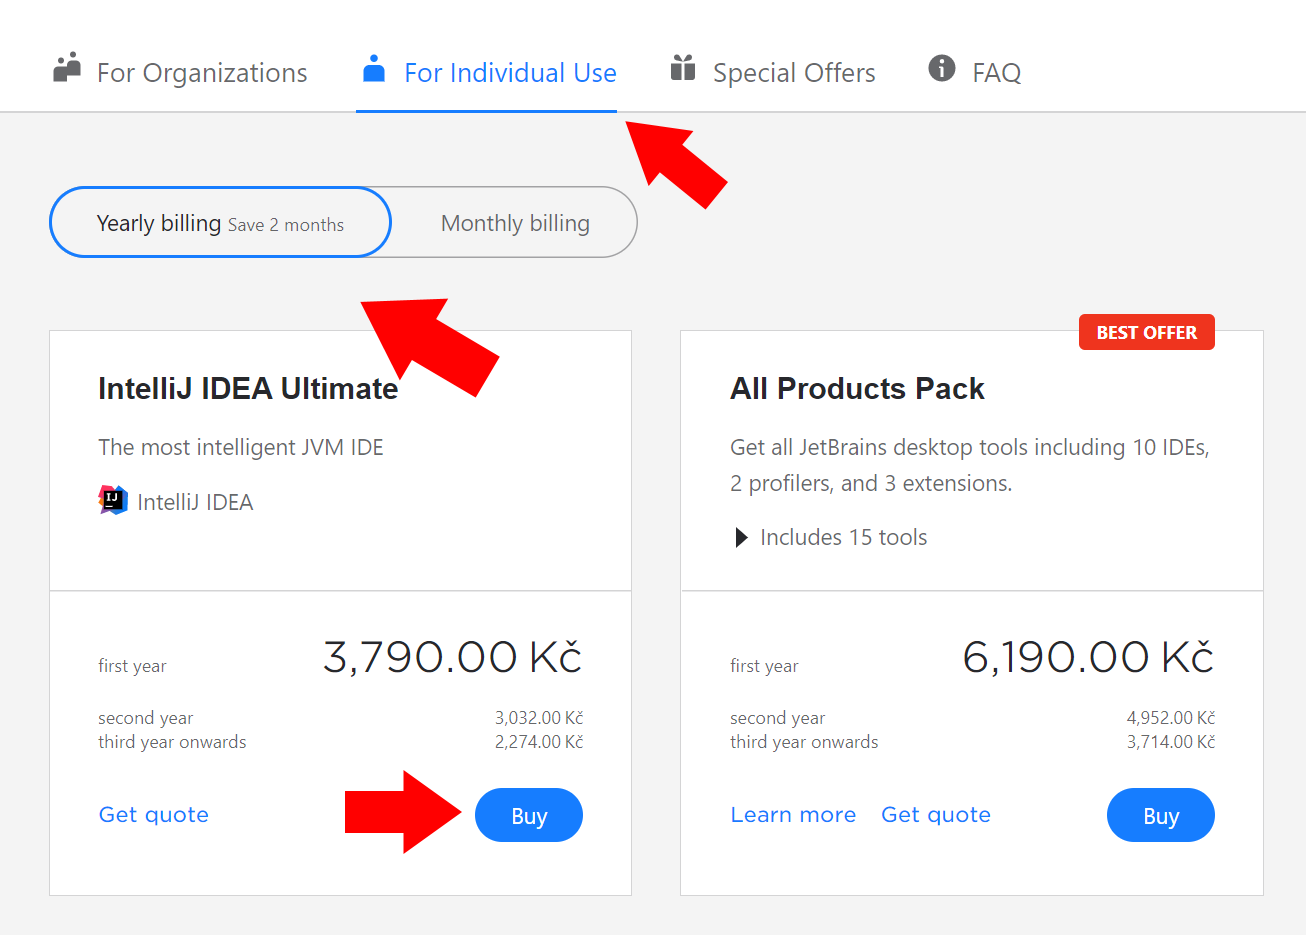 For Organizations
For Individual Use
Special Offers
FAQ
Yearly billing Save 2 months
Monthly billing
IntelliJ IDEA Ultimate
The most intelligent JVM IDE
IJ IntelliJ IDEA
first year 3,790.00 Kč
second year 3,032.00 Kč
third year onwards 2,274.00 Kč
Get quote
Buy
BEST OFFER
All Products Pack
Get all JetBrains desktop tools including 10 IDEs,
2 profilers, and 3 extensions.
Includes 15 tools
first year 6,190.00 Kč
second year 4,952.00 Kč
third year onwards 3,714.00 Kč
Learn more
Get quote
Buy